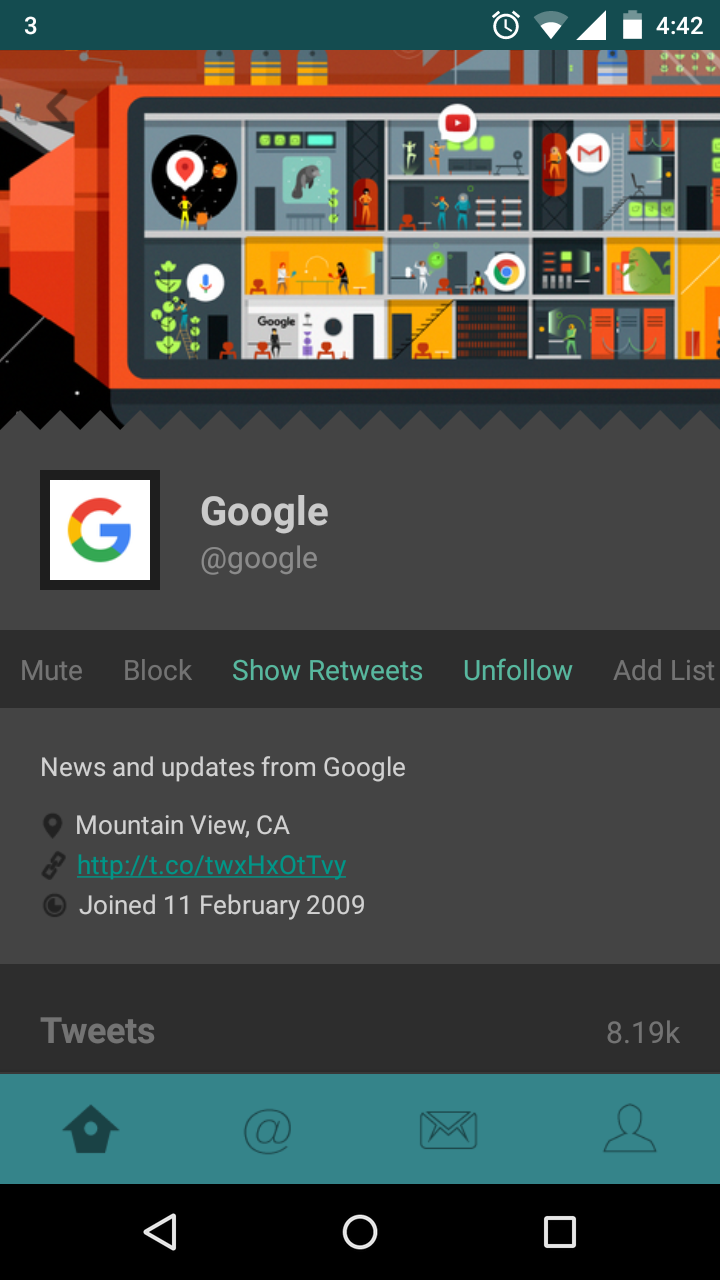 3
4:42
Google
Google
@google
Mute Block Show Retweets Unfollow Add List
News and updates from Google
Mountain View, CA
http://t.co/twxHxOtTvy
Joined 11 February 2009
Tweets 8.19k